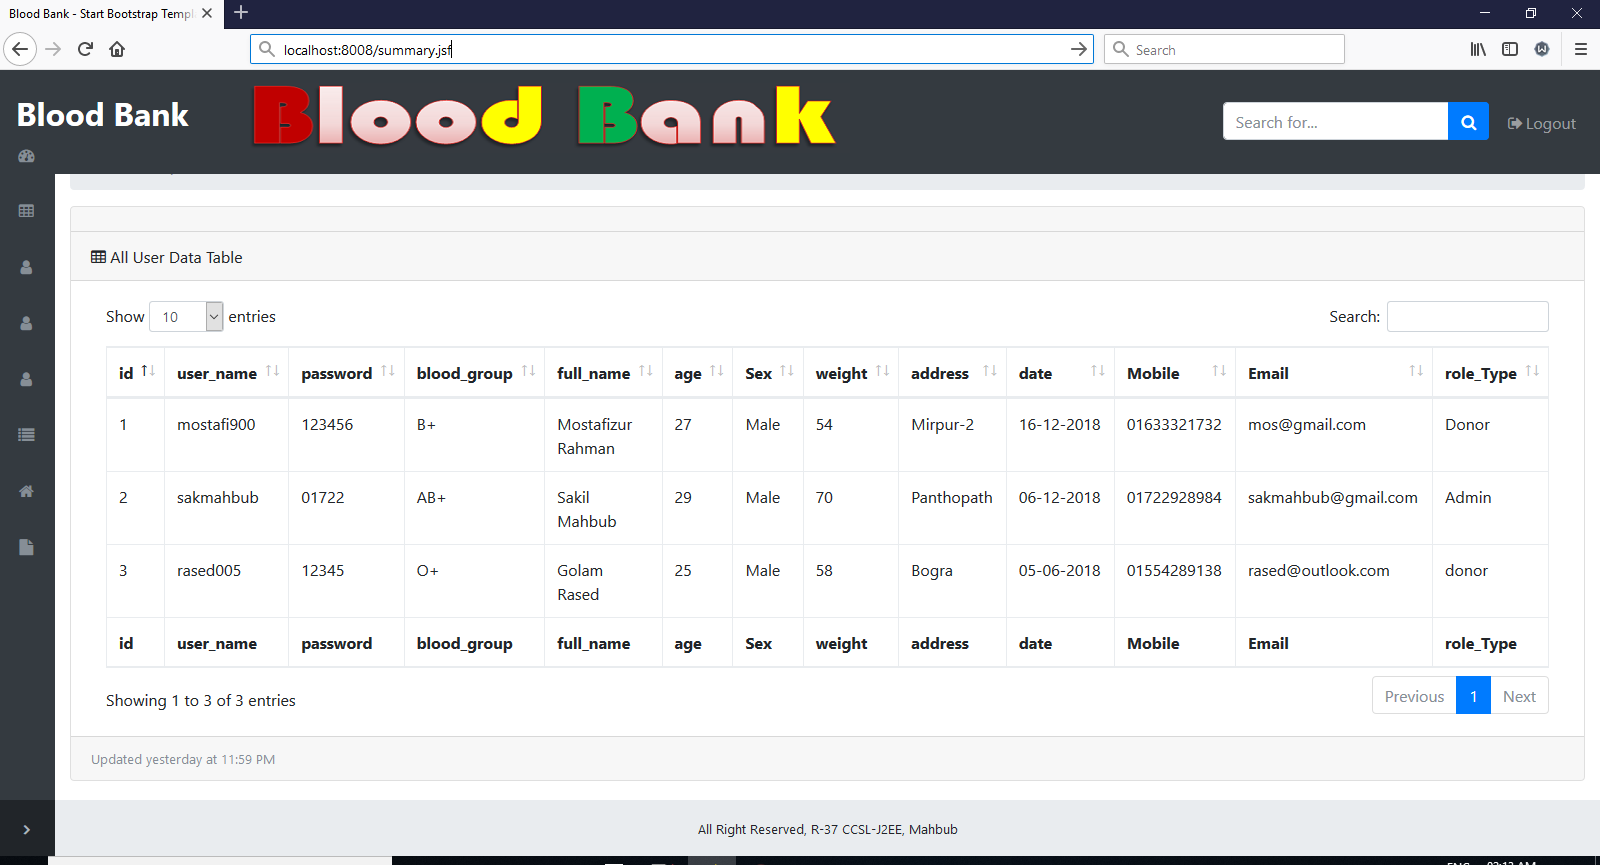 Blood Bank - Start Bootstrap Templ
localhost:8008/summary.jsf
Search
Blood Bank
Blood Bank
Search for...
Logout
All User Data Table
Show 10 entries
Search:
id user_name password blood_group full_name age Sex weight address date Mobile Email role_Type
1 mostafi900 123456 B+ Mostafizur Rahman 27 Male 54 Mirpur-2 16-12-2018 01633321732 mos@gmail.com Donor
2 sakmahbub 01722 AB+ Sakil Mahbub 29 Male 70 Panthopath 06-12-2018 01722928984 sakmahbub@gmail.com Admin
3 rased005 12345 O+ Golam Rased 25 Male 58 Bogra 05-06-2018 01554289138 rased@outlook.com donor
id user_name password blood_group full_name age Sex weight address date Mobile Email role_Type
Showing 1 to 3 of 3 entries
Previous 1 Next
Updated yesterday at 11:59 PM
All Right Reserved, R-37 CCSL-J2EE, Mahbub